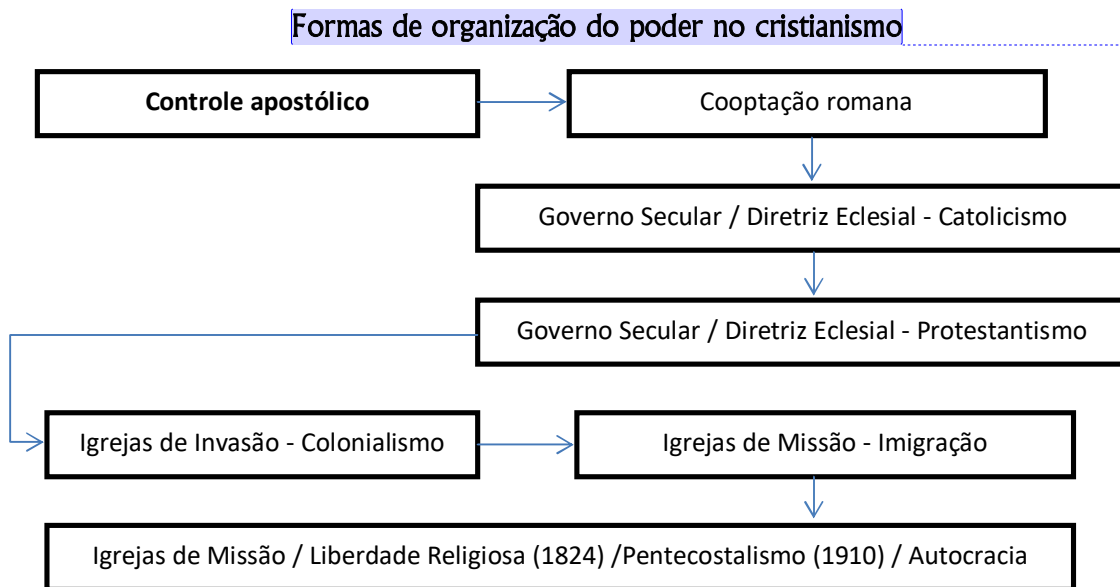 Formas de organização do poder no cristianismo
Controle apostólico
Cooptação romana
Governo Secular / Diretriz Eclesial - Catolicismo
Governo Secular / Diretriz Eclesial - Protestantismo
Igrejas de Invasão - Colonialismo
Igrejas de Missão - Imigração
Igrejas de Missão / Liberdade Religiosa (1824) /Pentecostalismo (1910) / Autocracia